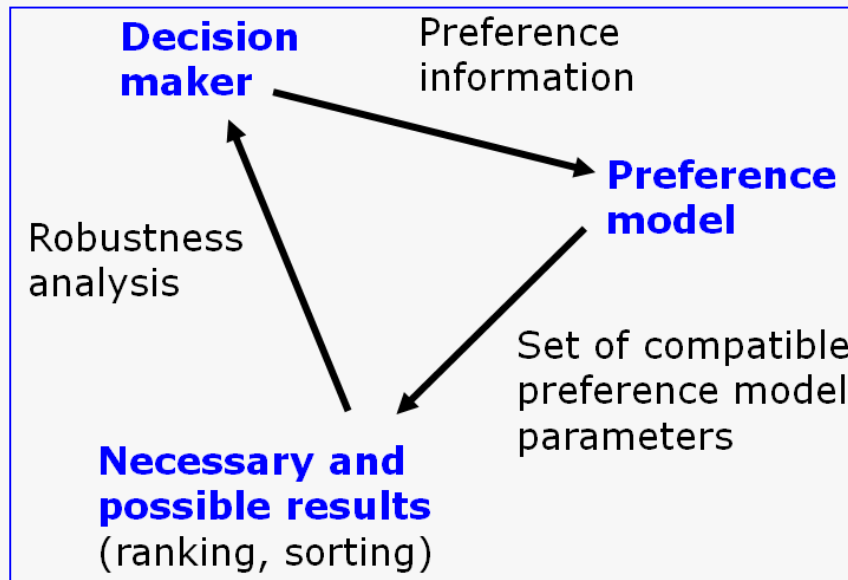 Decision
maker
Preference
information
Preference
model
Robustness
analysis
Set of compatible
preference model
parameters
Necessary and
possible results
(ranking, sorting)